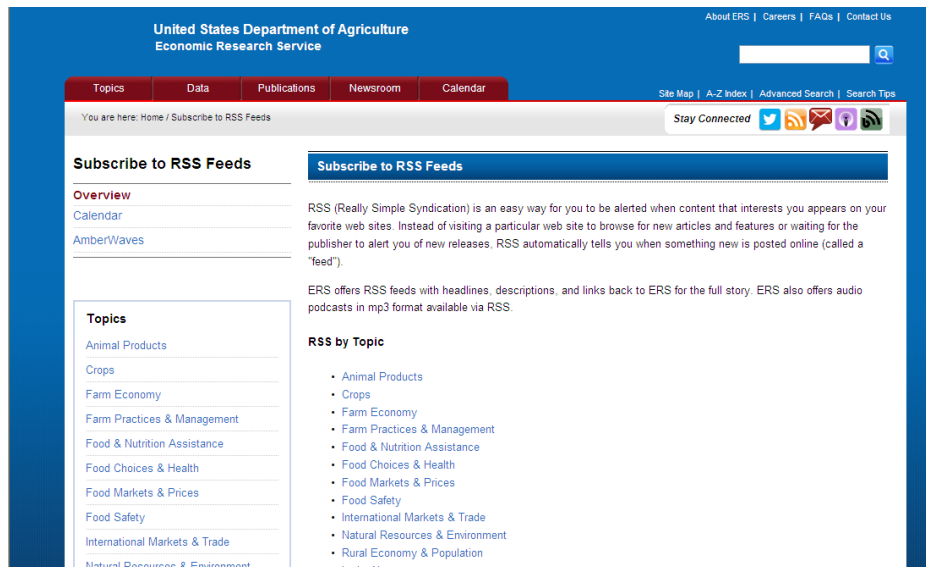 About ERS | Careers | FAQs | Contact Us
United States Department of Agriculture
Economic Research Service
Topics Data Publications Newsroom Calendar
Site Map | A-Z Index | Advanced Search | Search Tips
You are here: Home / Subscribe to RSS Feeds
Stay Connected
Subscribe to RSS Feeds
Overview
Calendar
AmberWaves
Topics
Animal Products
Crops
Farm Economy
Farm Practices & Management
Food & Nutrition Assistance
Food Choices & Health
Food Markets & Prices
Food Safety
International Markets & Trade
Natural Resources & Environment
Subscribe to RSS Feeds
RSS (Really Simple Syndication) is an easy way for you to be alerted when content that interests you appears on your
favorite web sites. Instead of visiting a particular web site to browse for new articles and features or waiting for the
publisher to alert you of new releases, RSS automatically tells you when something new is posted online (called a
"feed").
ERS offers RSS feeds with headlines, descriptions, and links back to ERS for the full story. ERS also offers audio
podcasts in mp3 format available via RSS.
RSS by Topic
• Animal Products
• Crops
• Farm Economy
• Farm Practices & Management
• Food & Nutrition Assistance
• Food Choices & Health
• Food Markets & Prices
• Food Safety
• International Markets & Trade
• Natural Resources & Environment
• Rural Economy & Population